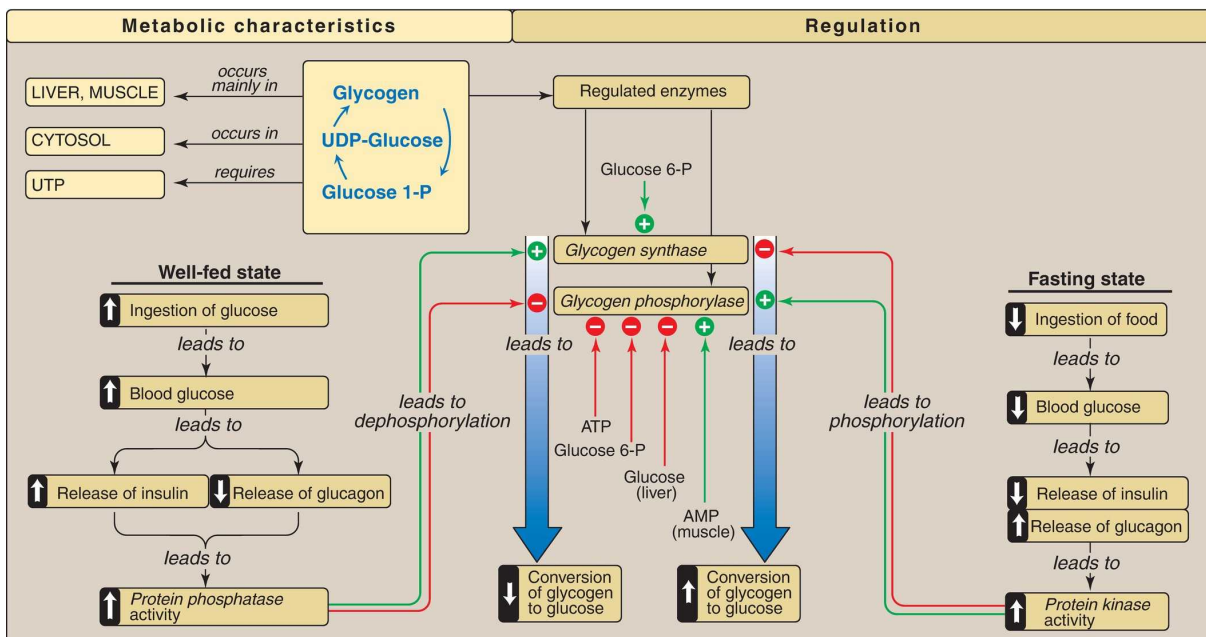 Metabolic characteristics
Regulation
LIVER, MUSCLE
occurs
mainly in
CYTOSOL
occurs in
UTP
requires
Glycogen
UDP-Glucose
Glucose 1-P
Regulated enzymes
Glucose 6-P
+
+
Glycogen synthase
−
−
Glycogen phosphorylase
+
−
−
−
+
leads to
leads to
ATP
Glucose 6-P
Glucose
(liver)
AMP
(muscle)
Well-fed state
Ingestion of glucose
leads to
Blood glucose
leads to
Release of insulin
Release of glucagon
leads to
Protein phosphatase
activity
leads to
dephosphorylation
Conversion
of glycogen
to glucose
Conversion
of glycogen
to glucose
leads to
phosphorylation
Fasting state
Ingestion of food
leads to
Blood glucose
leads to
Release of insulin
Release of glucagon
leads to
Protein kinase
activity